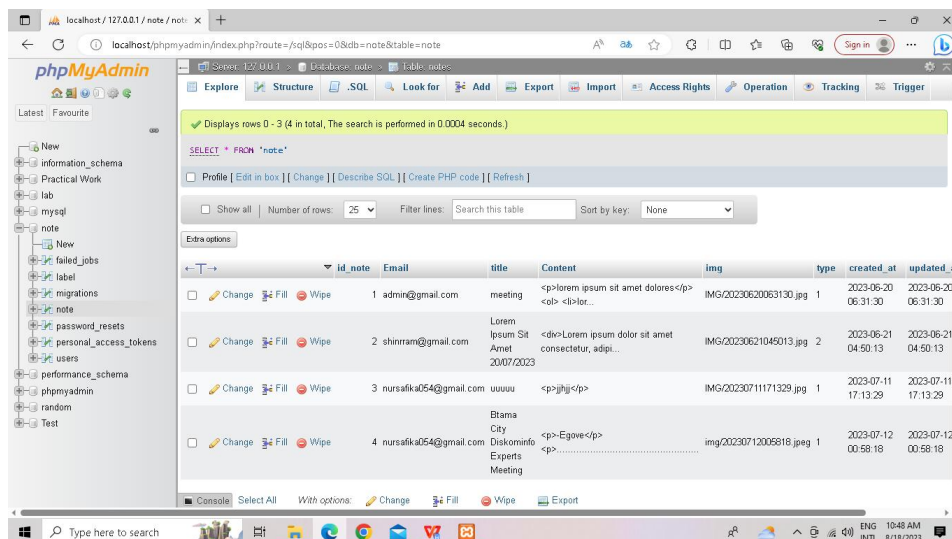 localhost / 127.0.0.1 / note / note
localhost/phpmyadmin/index.php?route=/sql&pos=0&db=note&table=note
Sign in
phpMyAdmin
Latest Favourite
New
information_schema
Practical Work
lab
mysql
note
New
failed_jobs
label
migrations
note
password_resets
personal_access_tokens
users
performance_schema
phpmyadmin
random
Test
Server: 127.0.0.1 > Database: note > Table: notes
Explore Structure .SQL Look for Add Export Import Access Rights Operation Tracking Trigger
Displays rows 0 - 3 (4 in total, The search is performed in 0.0004 seconds.)
SELECT * FROM 'note'
Profile [ Edit in box ] [ Change ] [ Describe SQL ] [ Create PHP code ] [ Refresh ]
Show all | Number of rows: 25 Filter lines: Search this table Sort by key: None
Extra options
←T→ id_note Email title Content img type created_at updated_a
Change Fill Wipe 1 admin@gmail.com meeting <p>lorem ipsum sit amet dolores</p> <ol> <li>lor... IMG/20230620063130.jpg 1 2023-06-20 06:31:30 2023-06-20 06:31:30
Change Fill Wipe 2 shinrram@gmail.com Lorem Ipsum Sit Amet 20/07/2023 <div>Lorem ipsum dolor sit amet consectetur, adipi... IMG/20230621045013.jpg 2 2023-06-21 04:50:13 2023-06-21 04:50:13
Change Fill Wipe 3 nursafika054@gmail.com uuuuu <p>jjhjj</p> IMG/20230711171329.jpg 1 2023-07-11 17:13:29 2023-07-11 17:13:29
Change Fill Wipe 4 nursafika054@gmail.com Btama City Diskominfo Experts Meeting <p>-Egove</p> <p>................................................ img/20230712005818.jpeg 1 2023-07-12 00:58:18 2023-07-12 00:58:18
Console Select All With options: Change Fill Wipe Export
Type here to search
ENG 10:48 AM
INTL 8/18/2023